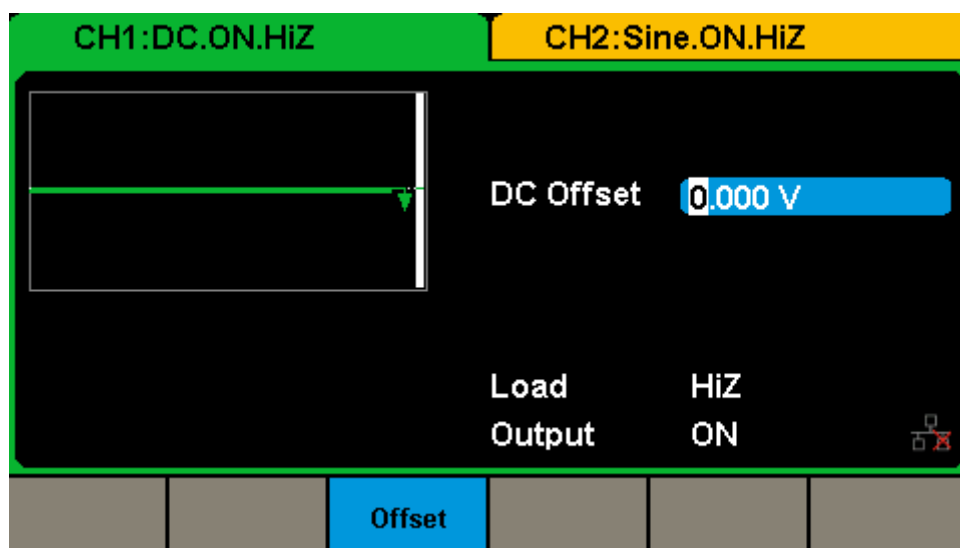 CH1:DC.ON.HiZ
CH2:Sine.ON.HiZ
DC Offset 0.000 V
Load HiZ
Output ON
Offset